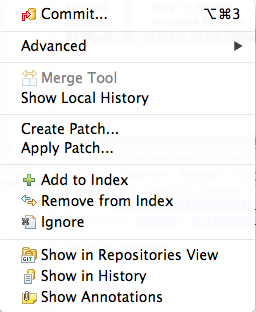 Commit... ⌥⌘3
Advanced
Merge Tool
Show Local History
Create Patch...
Apply Patch...
Add to Index
Remove from Index
Ignore
Show in Repositories View
Show in History
Show Annotations